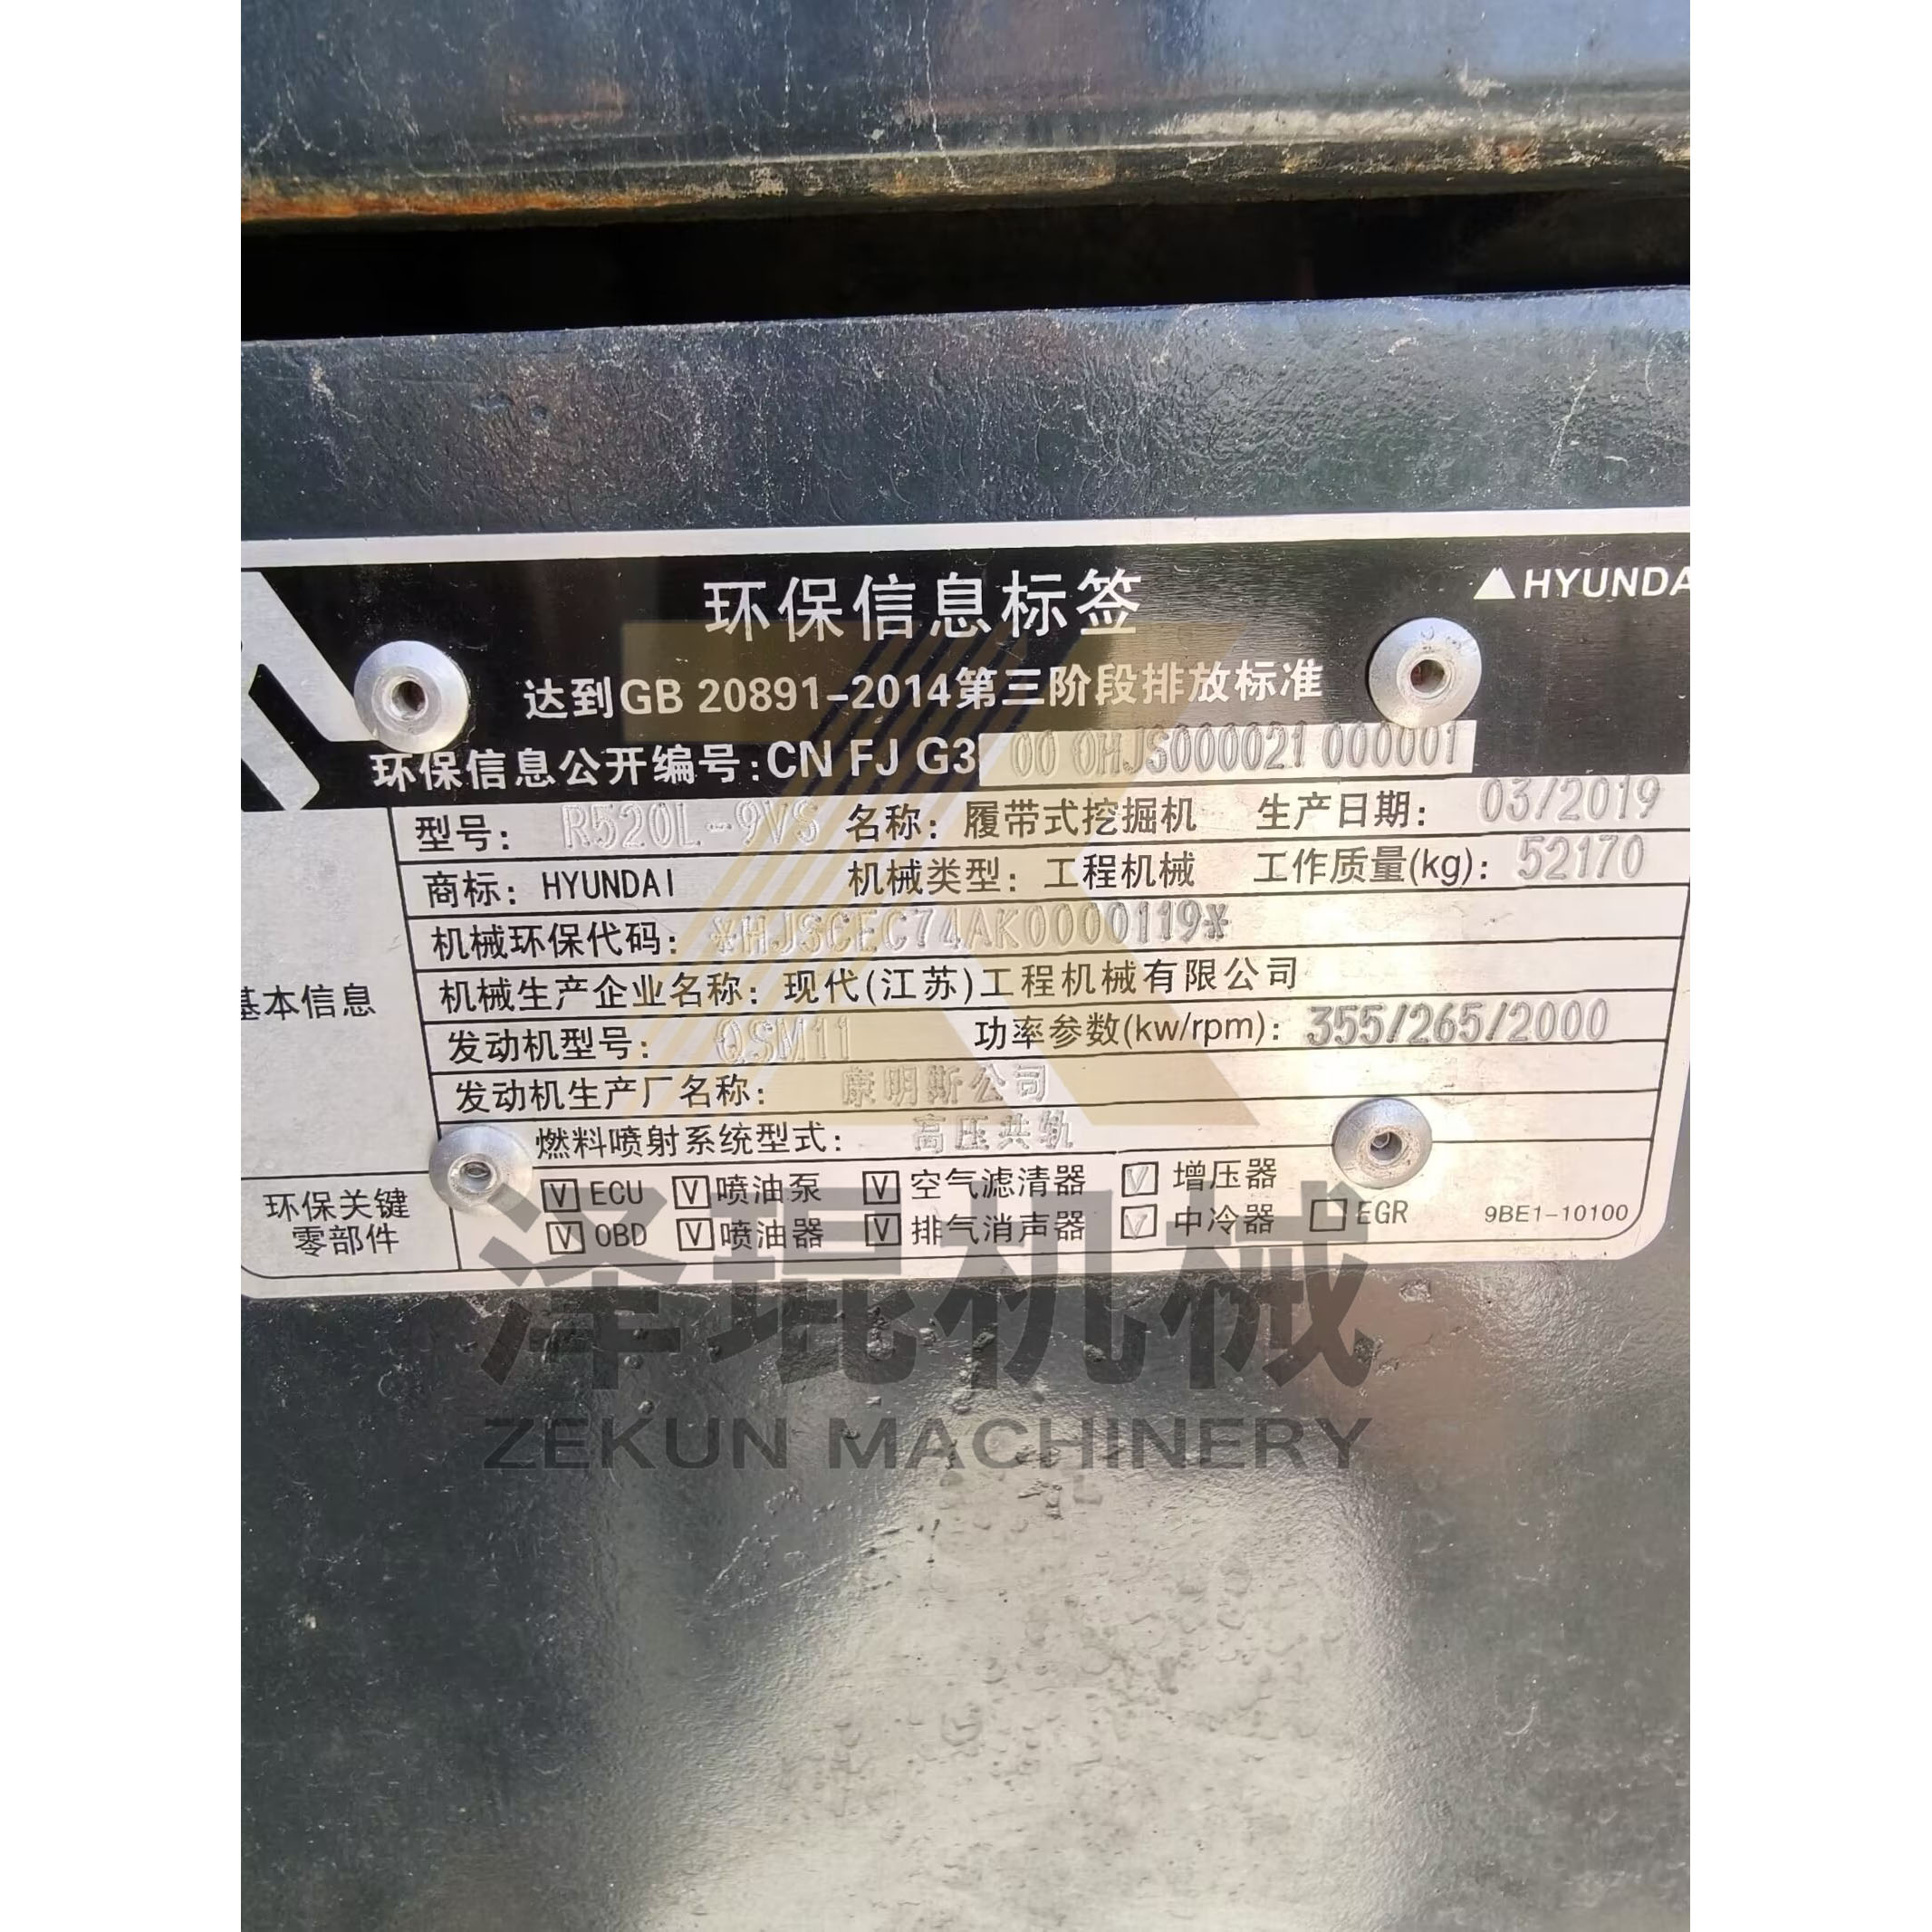 环保信息标签
HYUNDA
达到GB 20891-2014第三阶段排放标准
环保信息公开编号:CN FJ G3 00 0HJS000021 000001
型号: R520L-9VS 名称: 履带式挖掘机 生产日期: 03/2019
商标: HYUNDAI 机械类型: 工程机械 工作质量(kg): 52170
机械环保代码: *HJSCEC74AK0000119*
基本信息
机械生产企业名称: 现代(江苏)工程机械有限公司
发动机型号: QSM11 功率参数(kw/rpm): 355/265/2000
发动机生产厂名称: 康明斯公司
燃料喷射系统型式: 高压共轨
环保关键
零部件
V ECU V 喷油泵 V 空气滤清器 V 增压器
V OBD V 喷油器 V 排气消声器 V 中冷器 EGR 9BE1-10100
泽琨机械
ZEKUN MACHINERY